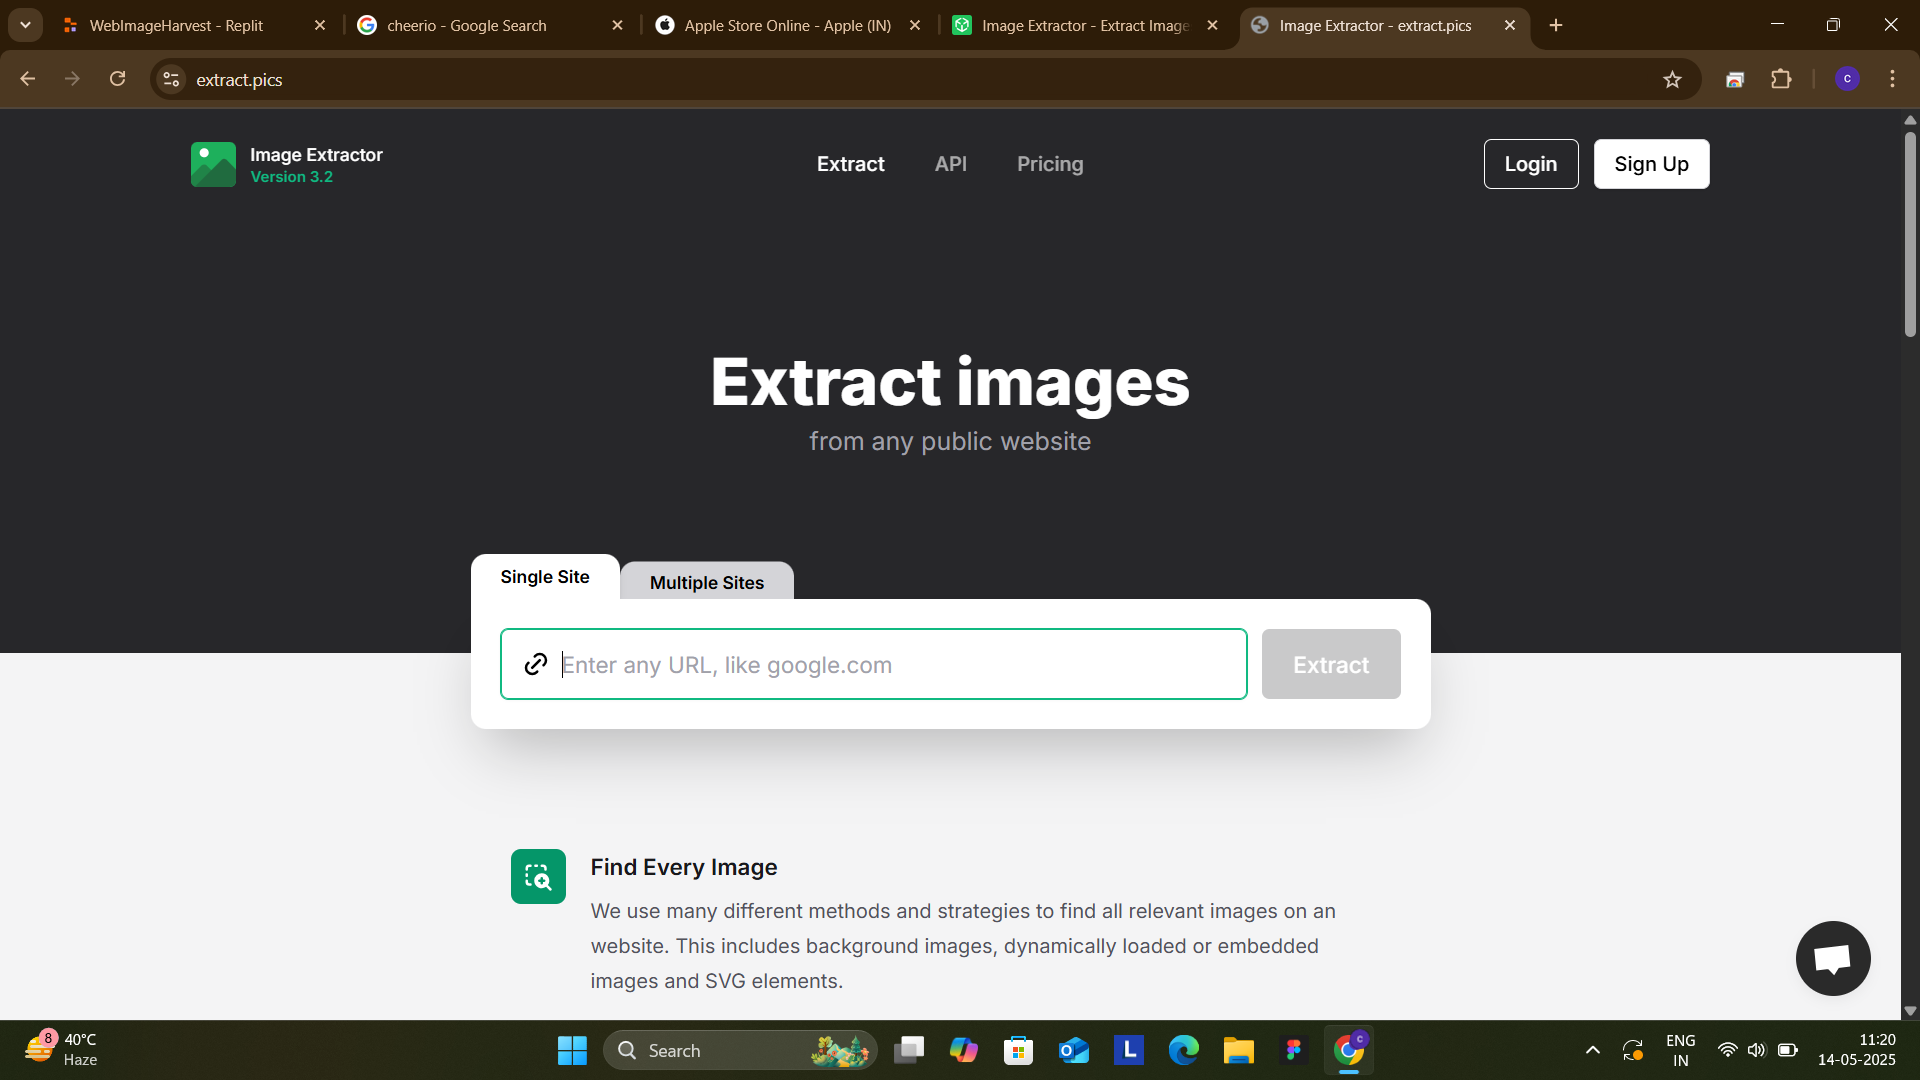 WebImageHarvest - Replit
cheerio - Google Search
Apple Store Online - Apple (IN)
Image Extractor - Extract Image
Image Extractor - extract.pics
extract.pics
C
Image Extractor
Version 3.2
Extract
API
Pricing
Login
Sign Up
Extract images
from any public website
Single Site
Multiple Sites
Enter any URL, like google.com
Extract
Find Every Image
We use many different methods and strategies to find all relevant images on an
website. This includes background images, dynamically loaded or embedded
images and SVG elements.
8
40°C
Haze
Search
L
C
ENG
IN
11:20
14-05-2025